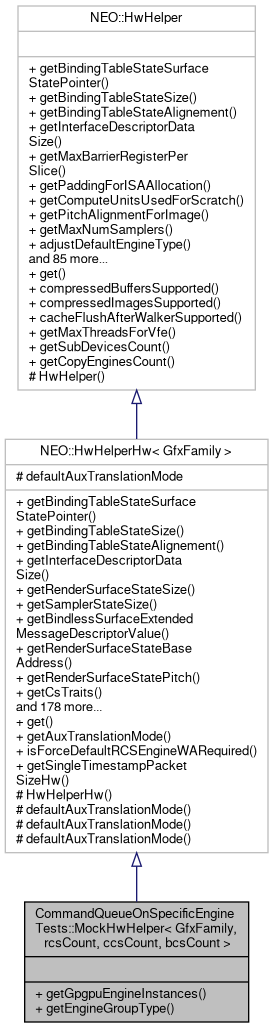 NEO::HwHelper
+ getBindingTableStateSurface
StatePointer()
+ getBindingTableStateSize()
+ getBindingTableStateAlignement()
+ getInterfaceDescriptorData
Size()
+ getMaxBarrierRegisterPer
Slice()
+ getPaddingForISAAllocation()
+ getComputeUnitsUsedForScratch()
+ getPitchAlignmentForImage()
+ getMaxNumSamplers()
+ adjustDefaultEngineType()
and 85 more...
+ get()
+ compressedBuffersSupported()
+ compressedImagesSupported()
+ cacheFlushAfterWalkerSupported()
+ getMaxThreadsForVfe()
+ getSubDevicesCount()
+ getCopyEnginesCount()
# HwHelper()
NEO::HwHelperHw< GfxFamily >
# defaultAuxTranslationMode
+ getBindingTableStateSurface
StatePointer()
+ getBindingTableStateSize()
+ getBindingTableStateAlignement()
+ getInterfaceDescriptorData
Size()
+ getRenderSurfaceStateSize()
+ getSamplerStateSize()
+ getBindlessSurfaceExtended
MessageDescriptorValue()
+ getRenderSurfaceStateBase
Address()
+ getRenderSurfaceStatePitch()
+ getCsTraits()
and 178 more...
+ get()
+ getAuxTranslationMode()
+ isForceDefaultRCSEngineWARequired()
+ getSingleTimestampPacket
SizeHw()
# HwHelperHw()
# defaultAuxTranslationMode()
# defaultAuxTranslationMode()
# defaultAuxTranslationMode()
CommandQueueOnSpecificEngine
Tests::MockHwHelper< GfxFamily,
rcsCount, ccsCount, bcsCount >
+ getGpgpuEngineInstances()
+ getEngineGroupType()